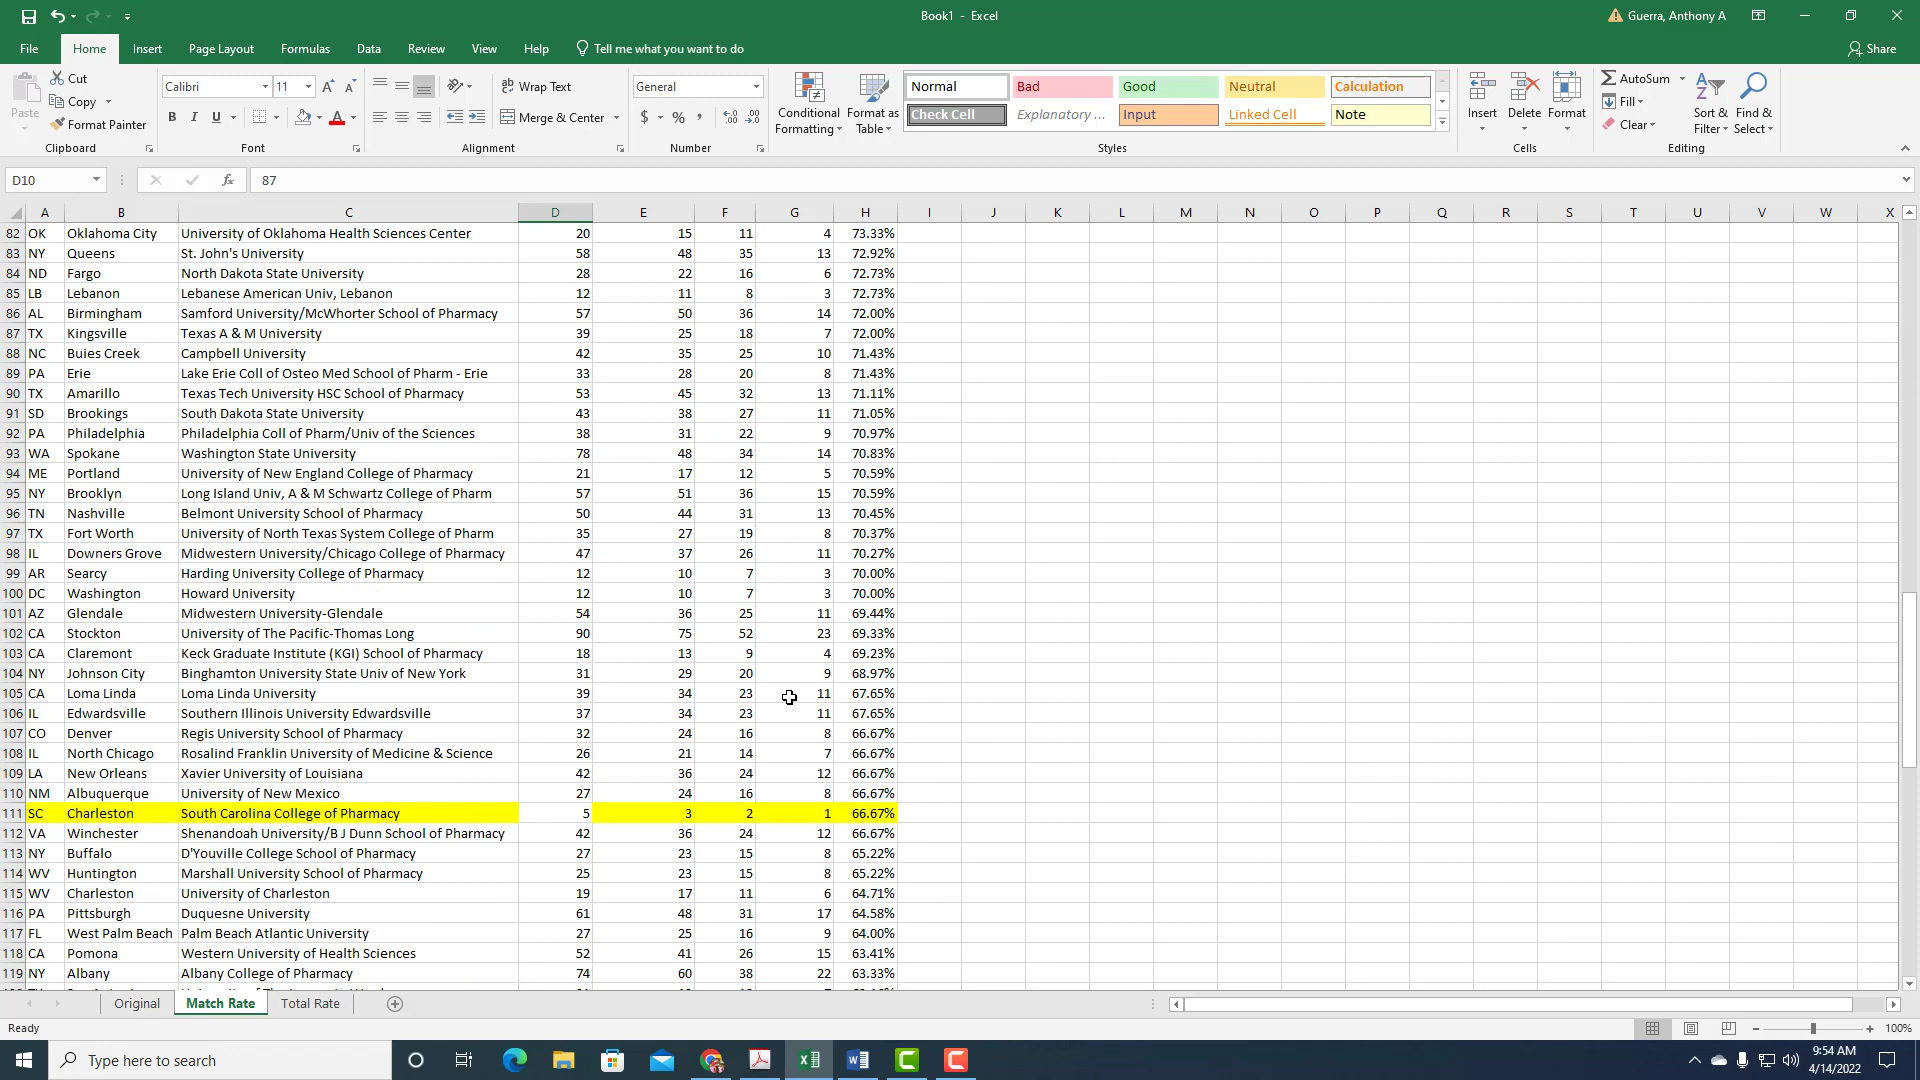 Book1 - Excel
Guerra, Anthony A
File Home Insert Page Layout Formulas Data Review View Help Tell me what you want to do Share
Paste Cut Copy Format Painter Clipboard
Calibri 11 B I U A A A Font
Wrap Text Merge & Center Alignment
General $ % , Number
Conditional Formatting Format as Table
Normal Bad Good Neutral Calculation
Check Cell Explanatory ... Input Linked Cell Note
Styles
Insert Delete Format Cells
AutoSum Fill Clear Sort & Filter Find & Select Editing
D10 fx 87
A B C D E F G H I J K L M N O P Q R S T U V W X
82 OK Oklahoma City University of Oklahoma Health Sciences Center 20 15 11 4 73.33%
83 NY Queens St. John's University 58 48 35 13 72.92%
84 ND Fargo North Dakota State University 28 22 16 6 72.73%
85 LB Lebanon Lebanese American Univ, Lebanon 12 11 8 3 72.73%
86 AL Birmingham Samford University/McWhorter School of Pharmacy 57 50 36 14 72.00%
87 TX Kingsville Texas A & M University 39 25 18 7 72.00%
88 NC Buies Creek Campbell University 42 35 25 10 71.43%
89 PA Erie Lake Erie Coll of Osteo Med School of Pharm - Erie 33 28 20 8 71.43%
90 TX Amarillo Texas Tech University HSC School of Pharmacy 53 45 32 13 71.11%
91 SD Brookings South Dakota State University 43 38 27 11 71.05%
92 PA Philadelphia Philadelphia Coll of Pharm/Univ of the Sciences 38 31 22 9 70.97%
93 WA Spokane Washington State University 78 48 34 14 70.83%
94 ME Portland University of New England College of Pharmacy 21 17 12 5 70.59%
95 NY Brooklyn Long Island Univ, A & M Schwartz College of Pharm 57 51 36 15 70.59%
96 TN Nashville Belmont University School of Pharmacy 50 44 31 13 70.45%
97 TX Fort Worth University of North Texas System College of Pharm 35 27 19 8 70.37%
98 IL Downers Grove Midwestern University/Chicago College of Pharmacy 47 37 26 11 70.27%
99 AR Searcy Harding University College of Pharmacy 12 10 7 3 70.00%
100 DC Washington Howard University 12 10 7 3 70.00%
101 AZ Glendale Midwestern University-Glendale 54 36 25 11 69.44%
102 CA Stockton University of The Pacific-Thomas Long 90 75 52 23 69.33%
103 CA Claremont Keck Graduate Institute (KGI) School of Pharmacy 18 13 9 4 69.23%
104 NY Johnson City Binghamton University State Univ of New York 31 29 20 9 68.97%
105 CA Loma Linda Loma Linda University 39 34 23 11 67.65%
106 IL Edwardsville Southern Illinois University Edwardsville 37 34 23 11 67.65%
107 CO Denver Regis University School of Pharmacy 32 24 16 8 66.67%
108 IL North Chicago Rosalind Franklin University of Medicine & Science 26 21 14 7 66.67%
109 LA New Orleans Xavier University of Louisiana 42 36 24 12 66.67%
110 NM Albuquerque University of New Mexico 27 24 16 8 66.67%
111 SC Charleston South Carolina College of Pharmacy 5 3 2 1 66.67%
112 VA Winchester Shenandoah University/B J Dunn School of Pharmacy 42 36 24 12 66.67%
113 NY Buffalo D'Youville College School of Pharmacy 27 23 15 8 65.22%
114 WV Huntington Marshall University School of Pharmacy 25 23 15 8 65.22%
115 WV Charleston University of Charleston 19 17 11 6 64.71%
116 PA Pittsburgh Duquesne University 61 48 31 17 64.58%
117 FL West Palm Beach Palm Beach Atlantic University 27 25 16 9 64.00%
118 CA Pomona Western University of Health Sciences 52 41 26 15 63.41%
119 NY Albany Albany College of Pharmacy 74 60 38 22 63.33%
Original Match Rate Total Rate
Ready 100%
Type here to search
9:54 AM
4/14/2022